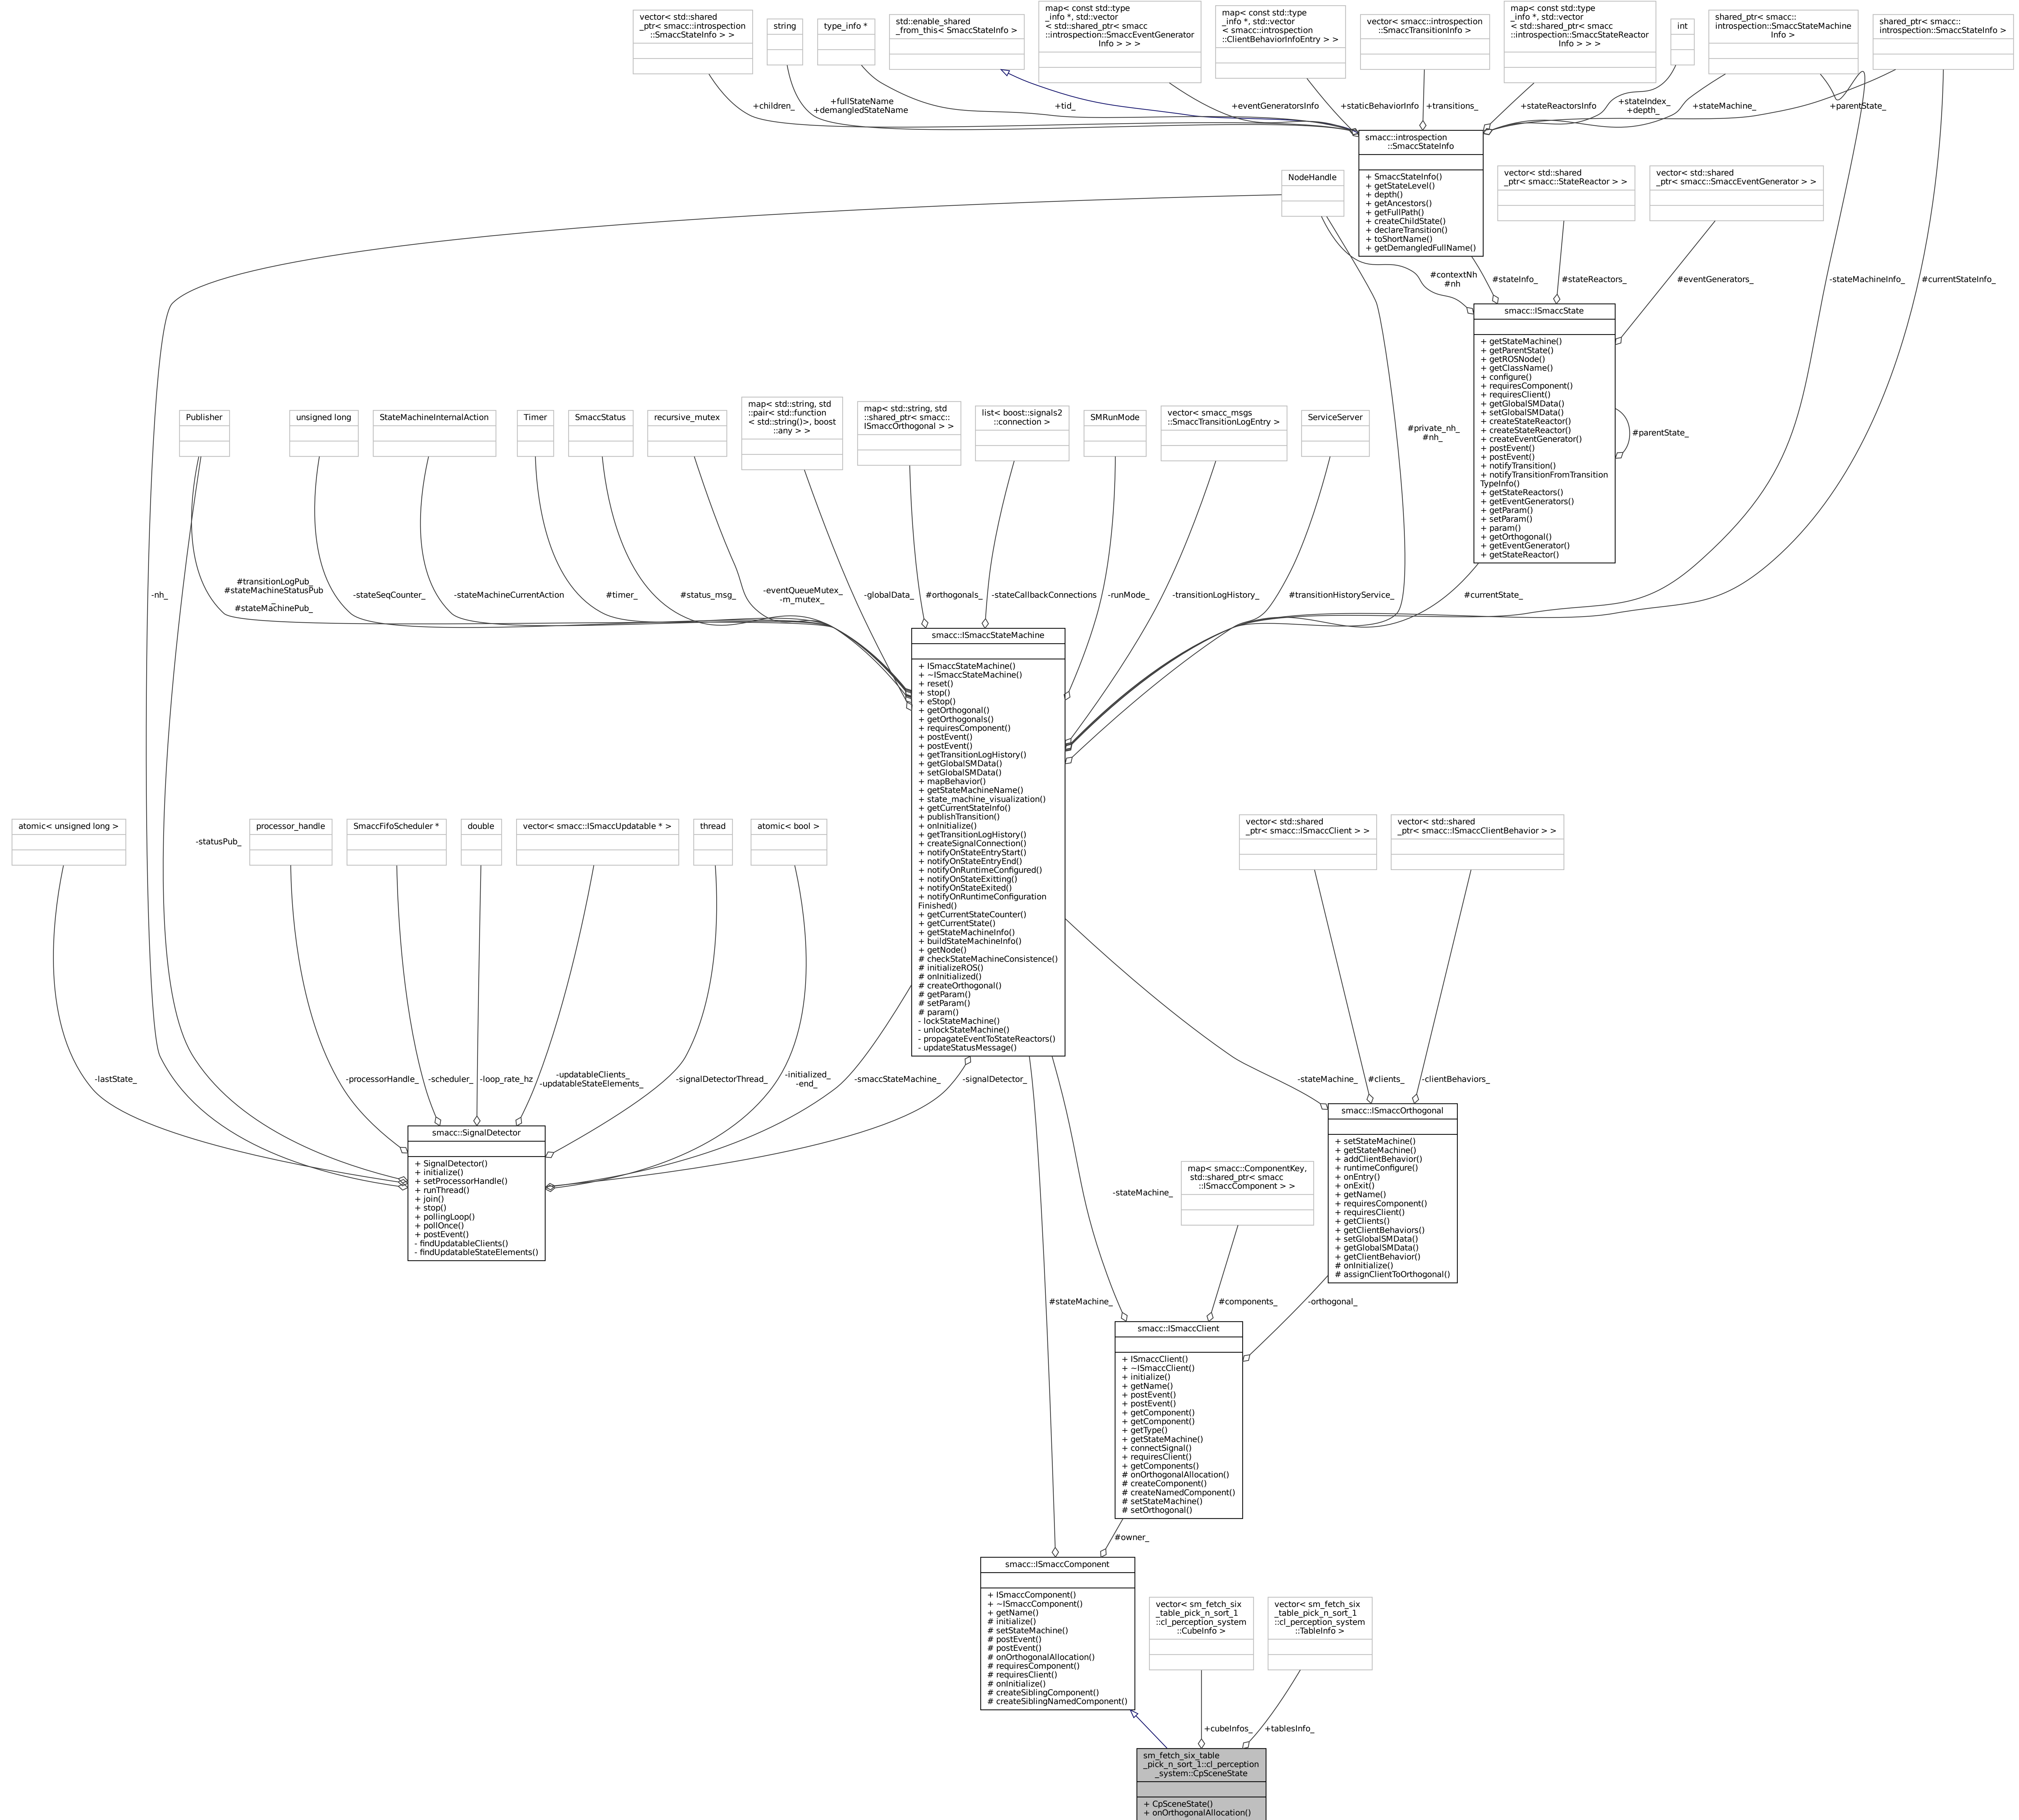 vector< std::shared
_ptr< smacc::introspection
::SmaccStateInfo > >
string
type_info *
std::enable_shared
_from_this< SmaccStateInfo >
map< const std::type
_info *, std::vector
< std::shared_ptr< smacc
::introspection::SmaccEventGenerator
Info > > >
map< const std::type
_info *, std::vector
< smacc::introspection
::ClientBehaviorInfoEntry > >
vector< smacc::introspection
::SmaccTransitionInfo >
map< const std::type
_info *, std::vector
< std::shared_ptr< smacc
::introspection::SmaccStateReactor
Info > > >
int
shared_ptr< smacc::
introspection::SmaccStateMachine
Info >
shared_ptr< smacc::
introspection::SmaccStateInfo >
+children_
+fullStateName
+demangledStateName
+tid_
+eventGeneratorsInfo
+staticBehaviorInfo
+transitions_
+stateReactorsInfo
+stateIndex_
+depth_
+stateMachine_
+parentState_
smacc::introspection
::SmaccStateInfo
+ SmaccStateInfo()
+ getStateLevel()
+ depth()
+ getAncestors()
+ getFullPath()
+ createChildState()
+ declareTransition()
+ toShortName()
+ getDemangledFullName()
NodeHandle
vector< std::shared
_ptr< smacc::StateReactor > >
vector< std::shared
_ptr< smacc::SmaccEventGenerator > >
#contextNh
#nh
#stateInfo_
#stateReactors_
#eventGenerators_
-stateMachineInfo_
#currentStateInfo_
smacc::ISmaccState
+ getStateMachine()
+ getParentState()
+ getROSNode()
+ getClassName()
+ configure()
+ requiresComponent()
+ requiresClient()
+ getGlobalSMData()
+ setGlobalSMData()
+ createStateReactor()
+ createStateReactor()
+ createEventGenerator()
+ postEvent()
+ postEvent()
+ notifyTransition()
+ notifyTransitionFromTransition
TypeInfo()
+ getStateReactors()
+ getEventGenerators()
+ getParam()
+ setParam()
+ param()
+ getOrthogonal()
+ getEventGenerator()
+ getStateReactor()
#parentState_
Publisher
unsigned long
StateMachineInternalAction
Timer
SmaccStatus
recursive_mutex
map< std::string, std
::pair< std::function
< std::string()>, boost
::any > >
map< std::string, std
::shared_ptr< smacc::
ISmaccOrthogonal > >
list< boost::signals2
::connection >
SMRunMode
vector< smacc_msgs
::SmaccTransitionLogEntry >
ServiceServer
#private_nh_
#nh_
-nh_
#transitionLogPub_
#stateMachineStatusPub
_
#stateMachinePub_
-stateSeqCounter_
-stateMachineCurrentAction
#timer_
#status_msg_
-eventQueueMutex_
-m_mutex_
-globalData_
#orthogonals_
-stateCallbackConnections
-runMode_
-transitionLogHistory_
#transitionHistoryService_
#currentState_
smacc::ISmaccStateMachine
+ ISmaccStateMachine()
+ ~ISmaccStateMachine()
+ reset()
+ stop()
+ eStop()
+ getOrthogonal()
+ getOrthogonals()
+ requiresComponent()
+ postEvent()
+ postEvent()
+ getTransitionLogHistory()
+ getGlobalSMData()
+ setGlobalSMData()
+ mapBehavior()
+ getStateMachineName()
+ state_machine_visualization()
+ getCurrentStateInfo()
+ publishTransition()
+ onInitialize()
+ getTransitionLogHistory()
+ createSignalConnection()
+ notifyOnStateEntryStart()
+ notifyOnStateEntryEnd()
+ notifyOnRuntimeConfigured()
+ notifyOnStateExitting()
+ notifyOnStateExited()
+ notifyOnRuntimeConfiguration
Finished()
+ getCurrentStateCounter()
+ getCurrentState()
+ getStateMachineInfo()
+ buildStateMachineInfo()
+ getNode()
# checkStateMachineConsistence()
# initializeROS()
# onInitialized()
# createOrthogonal()
# getParam()
# setParam()
# param()
- lockStateMachine()
- unlockStateMachine()
- propagateEventToStateReactors()
- updateStatusMessage()
atomic< unsigned long >
-statusPub_
processor_handle
SmaccFifoScheduler *
double
vector< smacc::ISmaccUpdatable * >
thread
atomic< bool >
vector< std::shared
_ptr< smacc::ISmaccClient > >
vector< std::shared
_ptr< smacc::ISmaccClientBehavior > >
-lastState_
-processorHandle_
-scheduler_
-loop_rate_hz
-updatableClients_
-updatableStateElements_
-signalDetectorThread_
-initialized_
-end_
-smaccStateMachine_
-signalDetector_
-stateMachine_
#clients_
-clientBehaviors_
smacc::SignalDetector
+ SignalDetector()
+ initialize()
+ setProcessorHandle()
+ runThread()
+ join()
+ stop()
+ pollingLoop()
+ pollOnce()
+ postEvent()
- findUpdatableClients()
- findUpdatableStateElements()
smacc::ISmaccOrthogonal
+ setStateMachine()
+ getStateMachine()
+ addClientBehavior()
+ runtimeConfigure()
+ onEntry()
+ onExit()
+ getName()
+ requiresComponent()
+ requiresClient()
+ getClients()
+ getClientBehaviors()
+ setGlobalSMData()
+ getGlobalSMData()
+ getClientBehavior()
# onInitialize()
# assignClientToOrthogonal()
-stateMachine_
map< smacc::ComponentKey,
std::shared_ptr< smacc
::ISmaccComponent > >
#stateMachine_
#components_
-orthogonal_
smacc::ISmaccClient
+ ISmaccClient()
+ ~ISmaccClient()
+ initialize()
+ getName()
+ postEvent()
+ postEvent()
+ getComponent()
+ getComponent()
+ getType()
+ getStateMachine()
+ connectSignal()
+ requiresClient()
+ getComponents()
# onOrthogonalAllocation()
# createComponent()
# createNamedComponent()
# setStateMachine()
# setOrthogonal()
#owner_
smacc::ISmaccComponent
+ ISmaccComponent()
+ ~ISmaccComponent()
+ getName()
# initialize()
# setStateMachine()
# postEvent()
# postEvent()
# onOrthogonalAllocation()
# requiresComponent()
# requiresClient()
# onInitialize()
# createSiblingComponent()
# createSiblingNamedComponent()
vector< sm_fetch_six
_table_pick_n_sort_1
::cl_perception_system
::CubeInfo >
vector< sm_fetch_six
_table_pick_n_sort_1
::cl_perception_system
::TableInfo >
+cubeInfos_
+tablesInfo_
sm_fetch_six_table
_pick_n_sort_1::cl_perception
_system::CpSceneState
+ CpSceneState()
+ onOrthogonalAllocation()